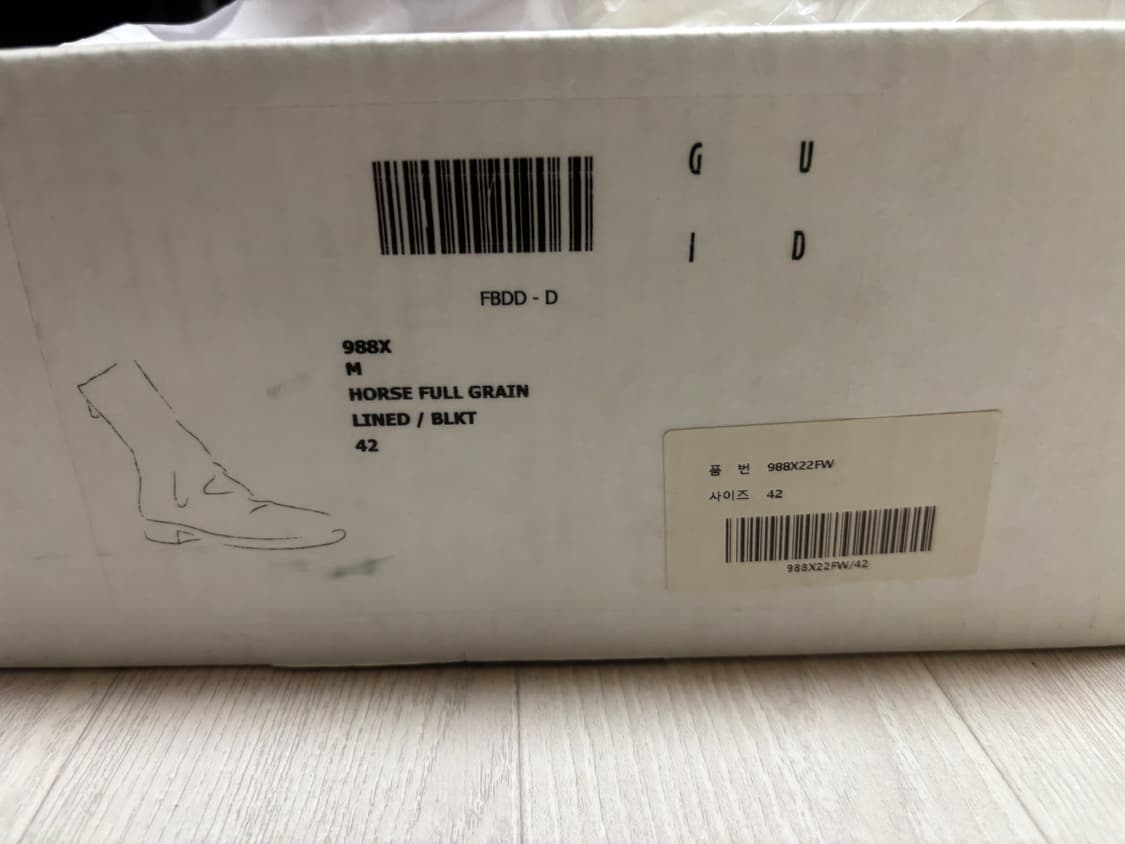 G U
I D
FBDD - D
988X
M
HORSE FULL GRAIN
LINED / BLKT
42
품 번 988X22FW
사이즈 42
988X22FW/42